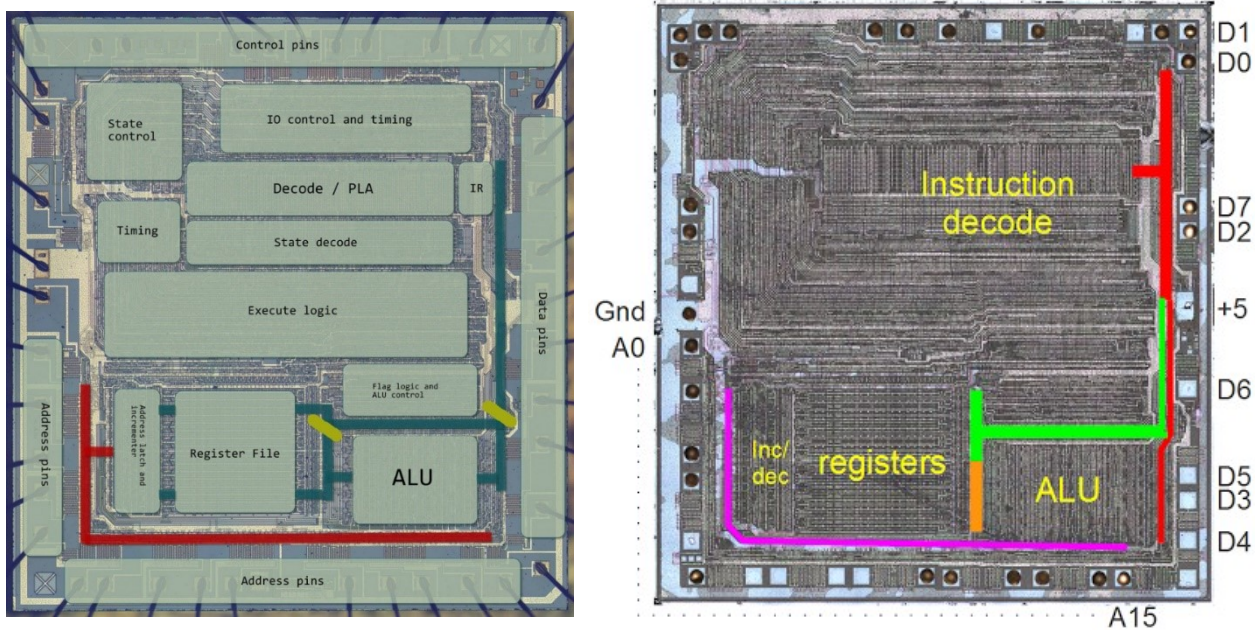 Control pins
State
control
IO control and timing
Decode / PLA
IR
Timing
State decode
Execute logic
Data pins
Flag logic and
ALU control
Address pins
Address latch and
incrementer
Register File
ALU
Address pins
D1
D0
Instruction
decode
D7
D2
Gnd
A0
+5
D6
Inc/
dec
registers
ALU
D5
D3
D4
A15